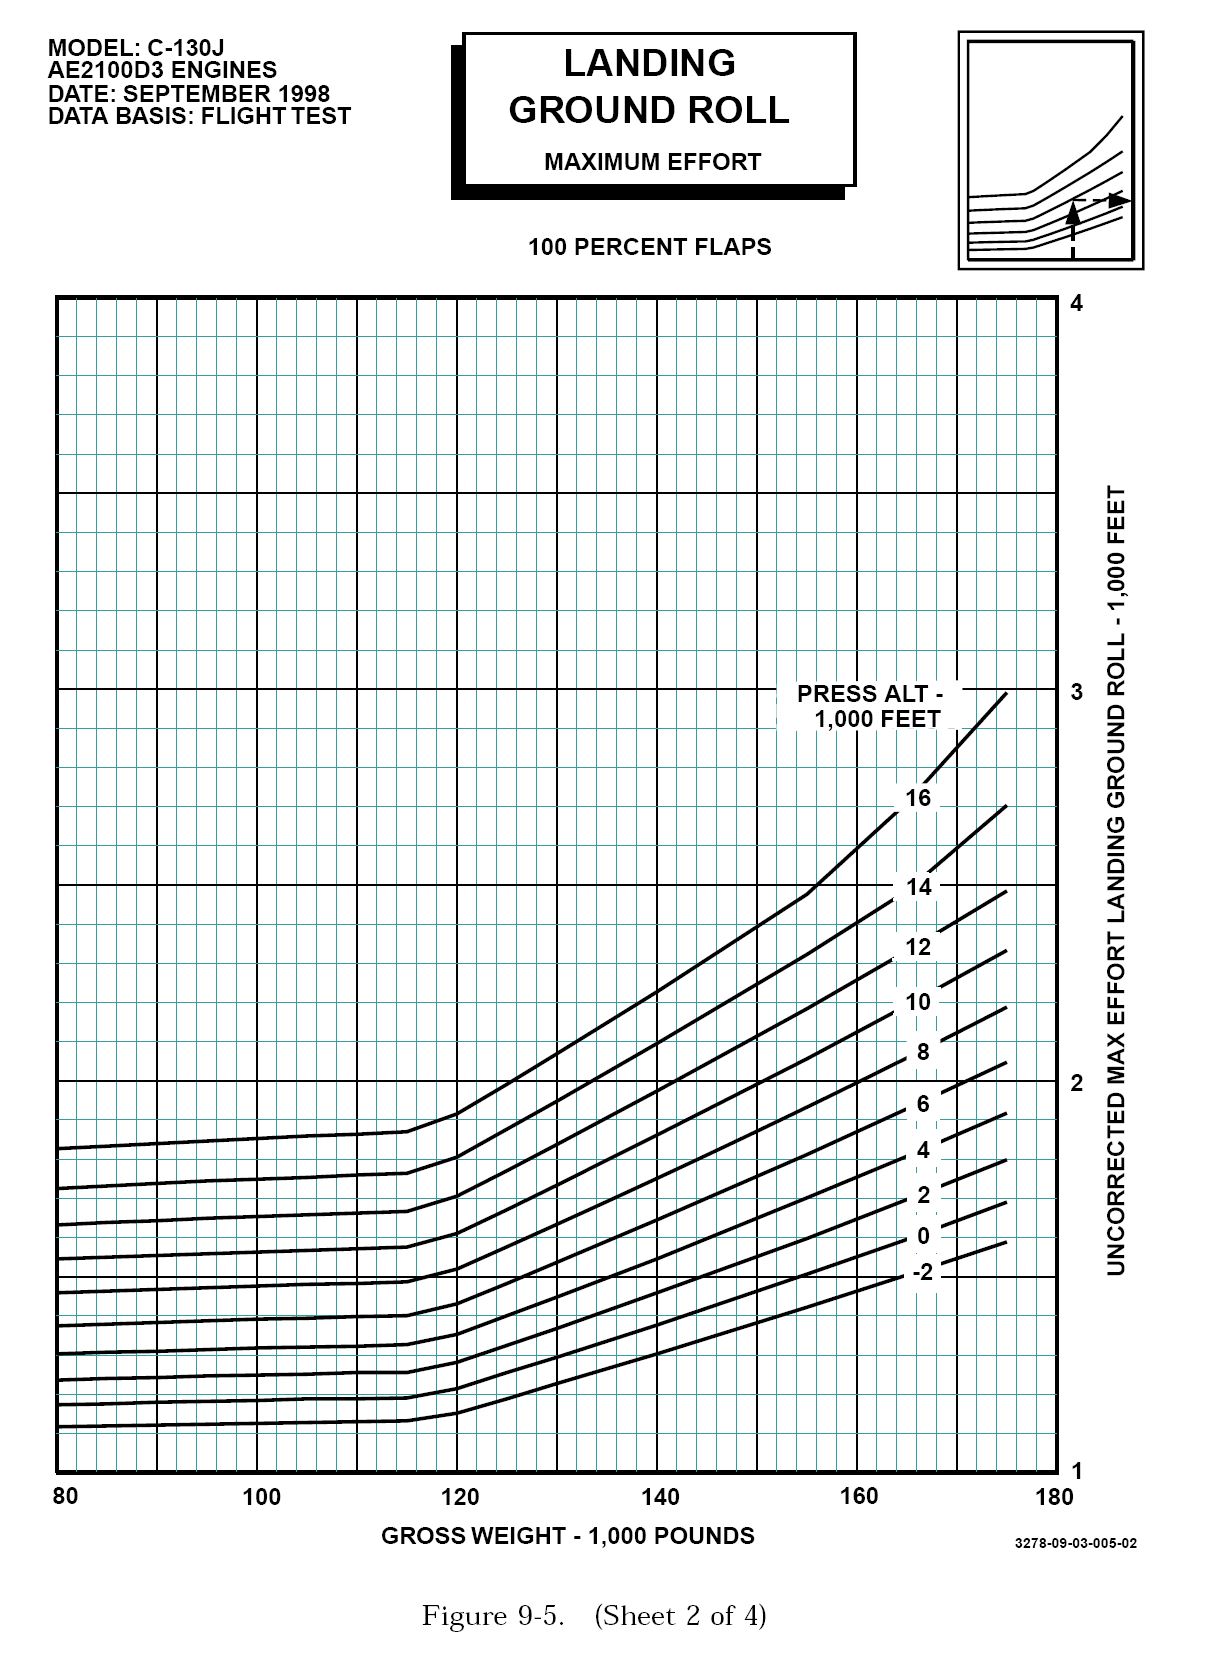 MODEL: C-130J
AE2100D3 ENGINES
DATE: SEPTEMBER 1998
DATA BASIS: FLIGHT TEST
LANDING
GROUND ROLL
MAXIMUM EFFORT
100 PERCENT FLAPS
4
3
2
1
UNCORRECTED MAX EFFORT LANDING GROUND ROLL - 1,000 FEET
PRESS ALT -
1,000 FEET
16
14
12
10
8
6
4
2
0
-2
80 100 120 140 160 180
GROSS WEIGHT - 1,000 POUNDS
3278-09-03-005-02
Figure 9-5. (Sheet 2 of 4)